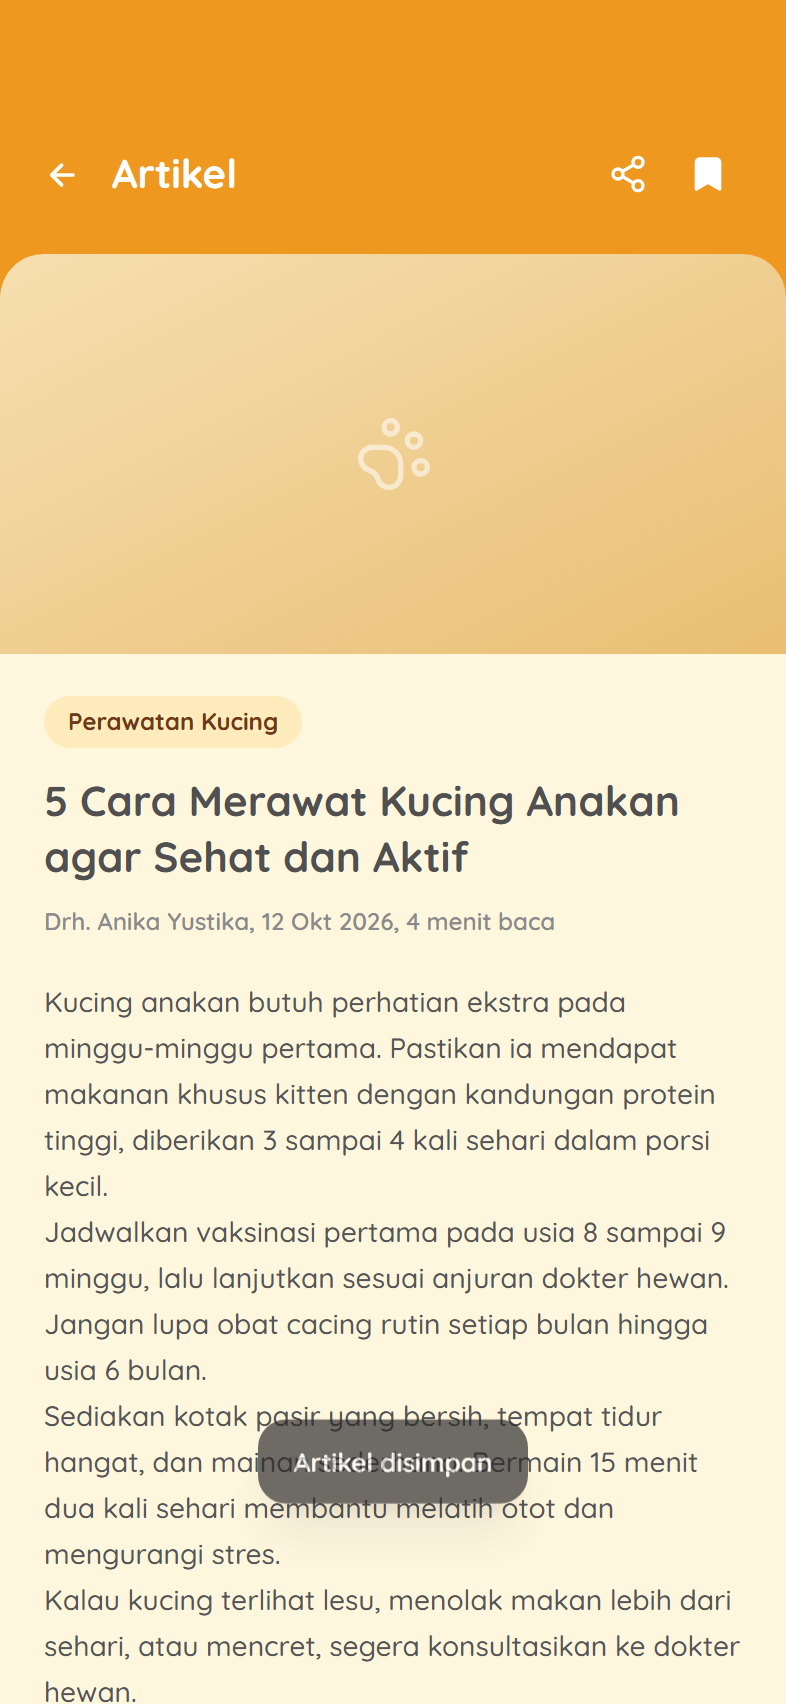 Artikel
Perawatan Kucing
5 Cara Merawat Kucing Anakan
agar Sehat dan Aktif
Drh. Anika Yustika, 12 Okt 2026, 4 menit baca
Kucing anakan butuh perhatian ekstra pada
minggu-minggu pertama. Pastikan ia mendapat
makanan khusus kitten dengan kandungan protein
tinggi, diberikan 3 sampai 4 kali sehari dalam porsi
kecil.
Jadwalkan vaksinasi pertama pada usia 8 sampai 9
minggu, lalu lanjutkan sesuai anjuran dokter hewan.
Jangan lupa obat cacing rutin setiap bulan hingga
usia 6 bulan.
Sediakan kotak pasir yang bersih, tempat tidur
hangat, dan mainan Bermain 15 menit
Artikel disimpan
dua kali sehari membantu melatih otot dan
mengurangi stres.
Kalau kucing terlihat lesu, menolak makan lebih dari
sehari, atau mencret, segera konsultasikan ke dokter
hewan.